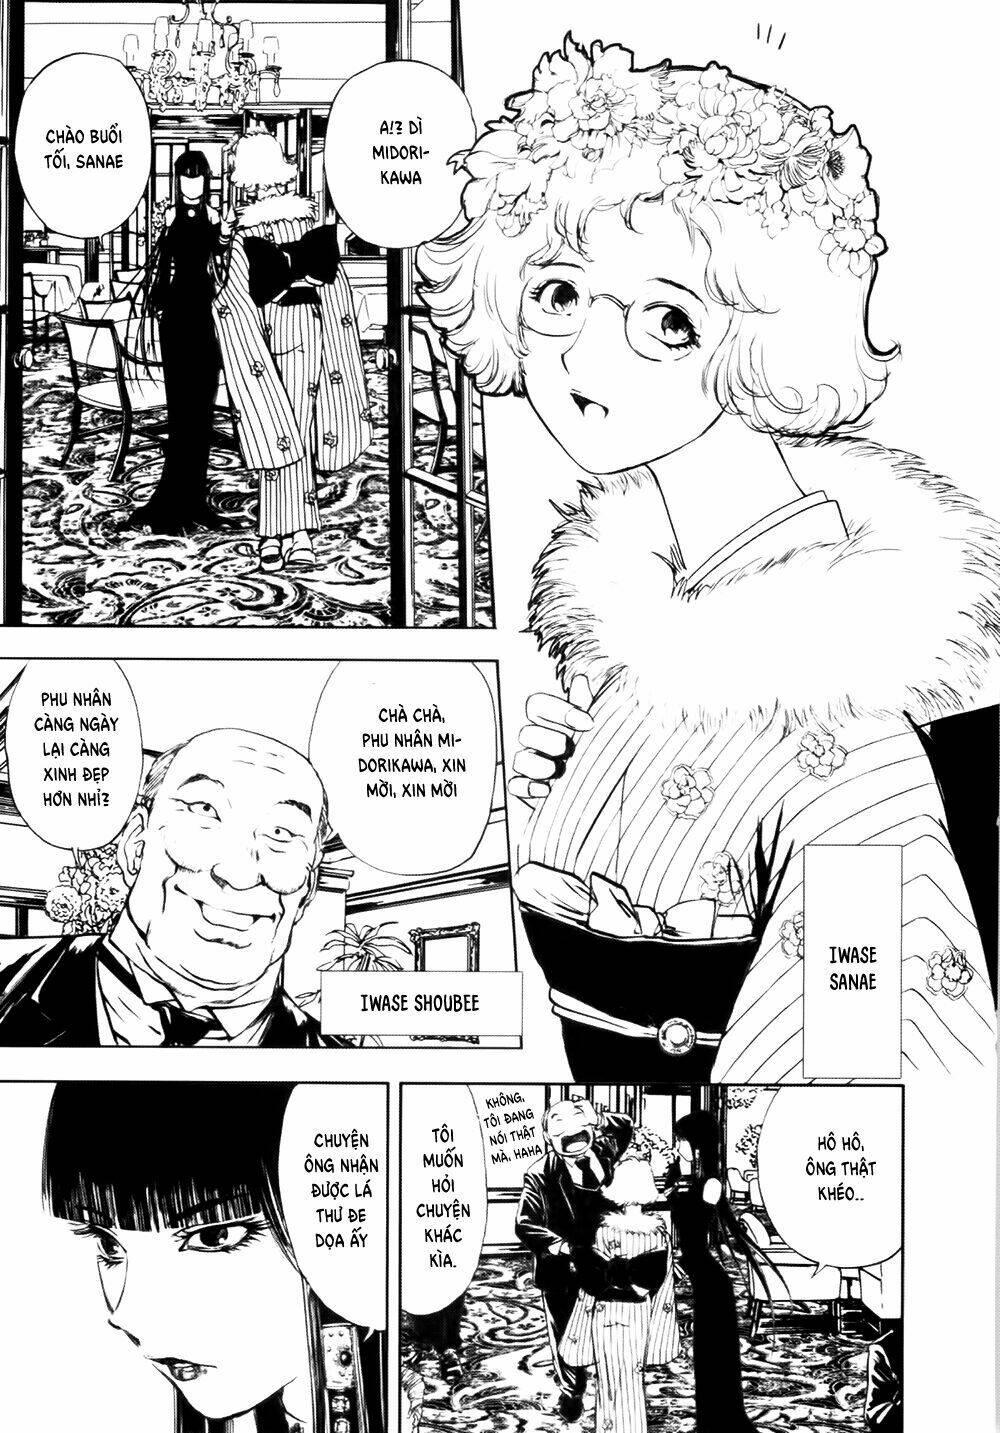 A!? DÌ
MIDORI-
KAWA
CHÀO BUỔI
TỐI, SANAE
IWASE
SANAE
CHÀ CHÀ,
PHU NHÂN MI-
DORIKAWA, XIN
MỜI, XIN MỜI
PHU NHÂN
CÀNG NGÀY
LẠI CÀNG
XINH ĐẸP
HƠN NHỈ?
IWASE SHOUBEE
HÔ HÔ,
ÔNG THẬT
KHÉO..
KHÔNG,
TÔI ĐANG
NÓI THẬT
MÀ, HAHA
TÔI
MUỐN
HỎI
CHUYỆN
KHÁC
KÌA.
CHUYỆN
ÔNG NHẬN
ĐƯỢC LÁ
THƯ ĐE
DỌA ẤY